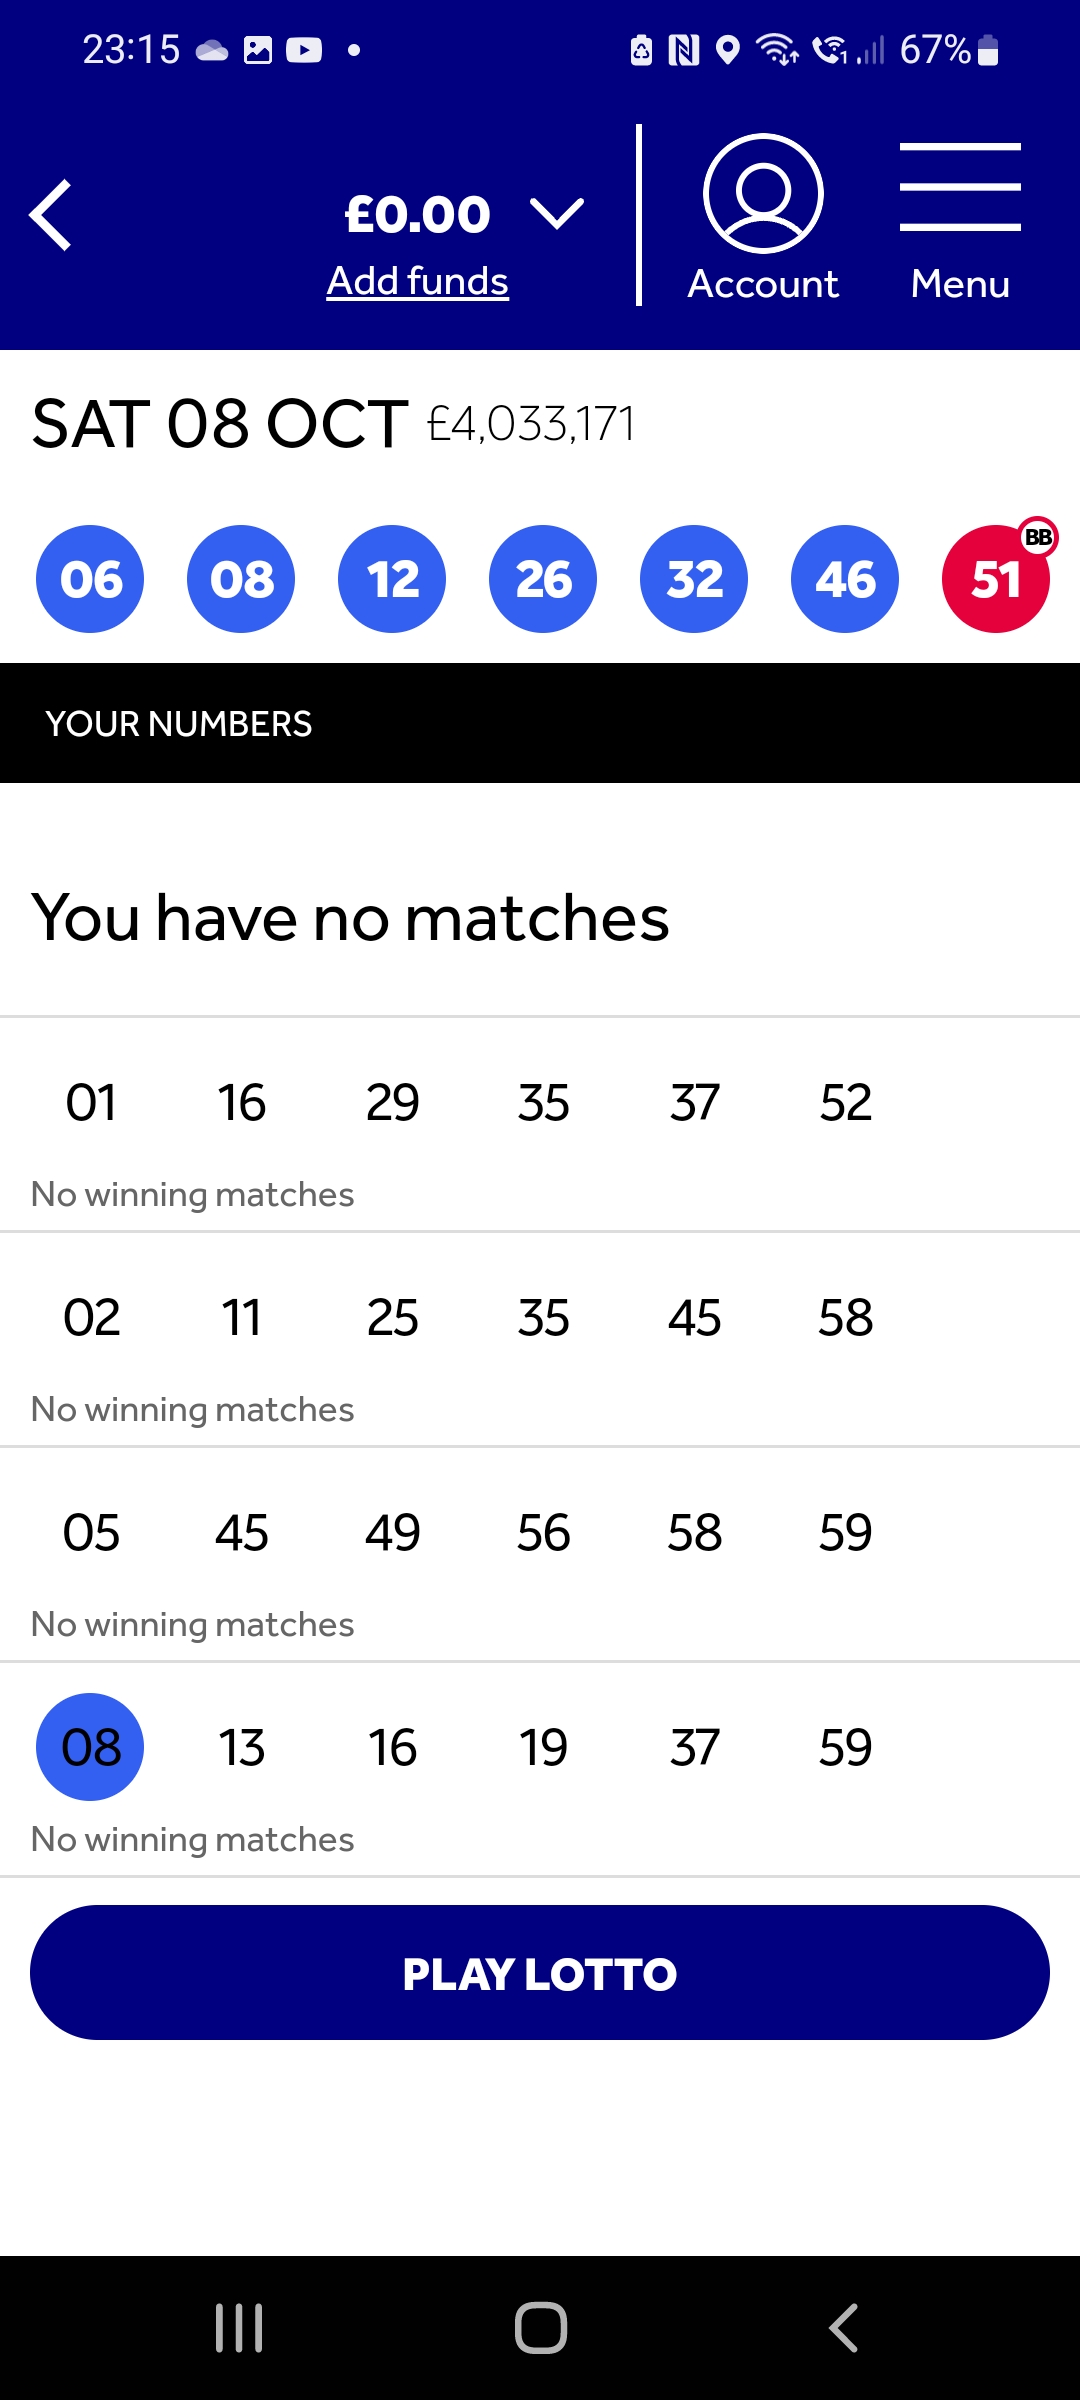 23:15 67%
£0.00
Add funds
Account Menu
SAT 08 OCT £4,033,171
06 08 12 26 32 46 51 BB
YOUR NUMBERS
You have no matches
01 16 29 35 37 52
No winning matches
02 11 25 35 45 58
No winning matches
05 45 49 56 58 59
No winning matches
08 13 16 19 37 59
No winning matches
PLAY LOTTO